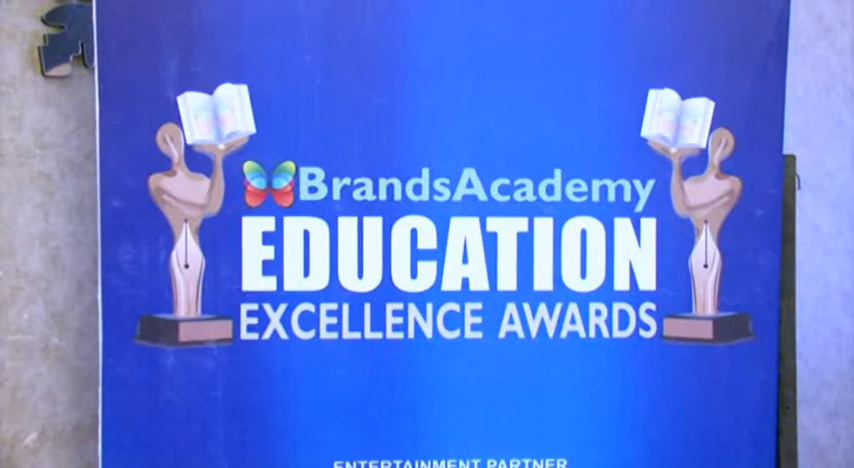 BrandsAcademy
EDUCATION
EXCELLENCE AWARDS
ENTERTAINMENT PARTNER